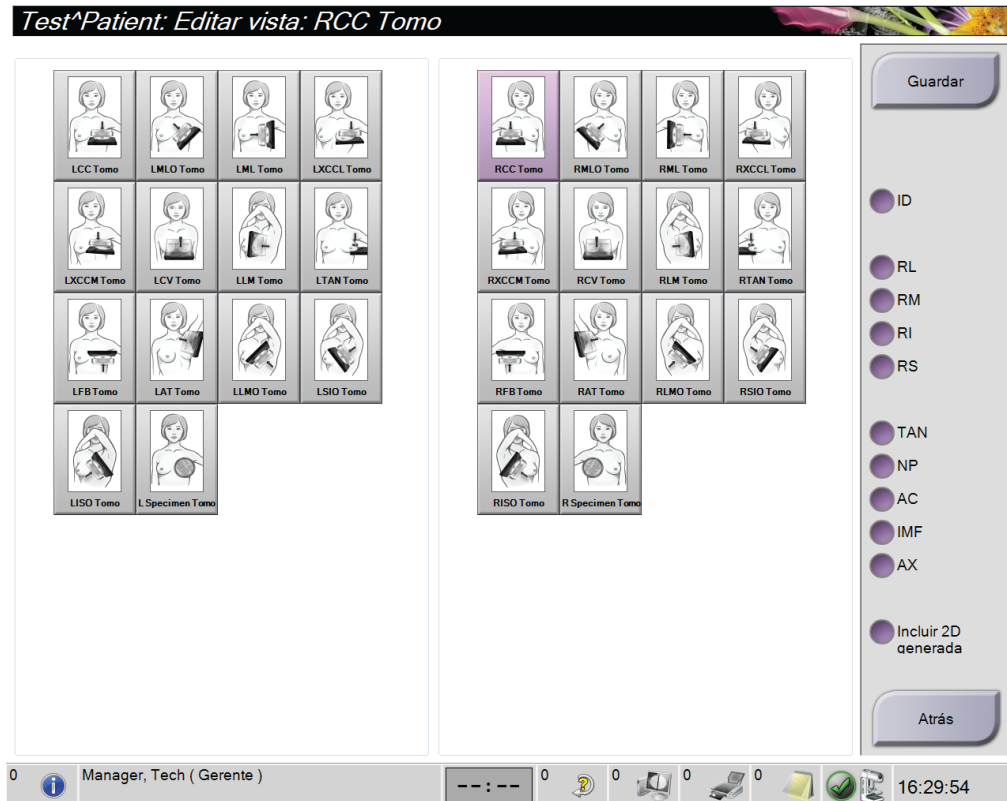 Test^Patient: Editar vista: RCC Tomo
LCC Tomo
LMLO Tomo
LML Tomo
LXCCL Tomo
LXCCM Tomo
LCV Tomo
LLM Tomo
LTAN Tomo
LFB Tomo
LAT Tomo
LLMO Tomo
LSIO Tomo
LISO Tomo
L Specimen Tomo
RCC Tomo
RMLO Tomo
RML Tomo
RXCCL Tomo
RXCCM Tomo
RCV Tomo
RLM Tomo
RTAN Tomo
RFB Tomo
RAT Tomo
RLMO Tomo
RSIO Tomo
RISO Tomo
R Specimen Tomo
Guardar
ID
RL
RM
RI
RS
TAN
NP
AC
IMF
AX
Incluir 2D
generada
Atrás
0
Manager, Tech ( Gerente )
--:--
0
0
0
0
16:29:54